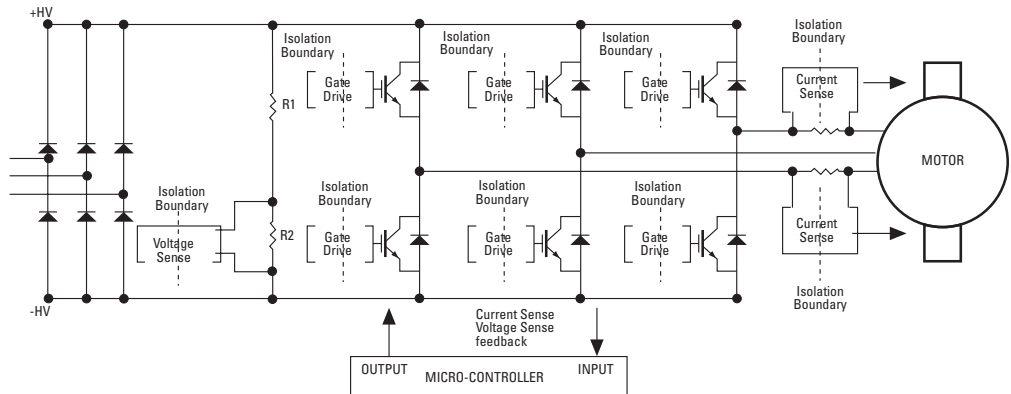 +HV
Isolation
Boundary
Gate
Drive
Isolation
Boundary
Gate
Drive
Isolation
Boundary
Gate
Drive
Isolation
Boundary
Current
Sense
R1
MOTOR
Isolation
Boundary
Voltage
Sense
R2
Isolation
Boundary
Gate
Drive
Isolation
Boundary
Gate
Drive
Isolation
Boundary
Gate
Drive
Current
Sense
Isolation
Boundary
-HV
Current Sense
Voltage Sense
feedback
OUTPUT
INPUT
MICRO-CONTROLLER